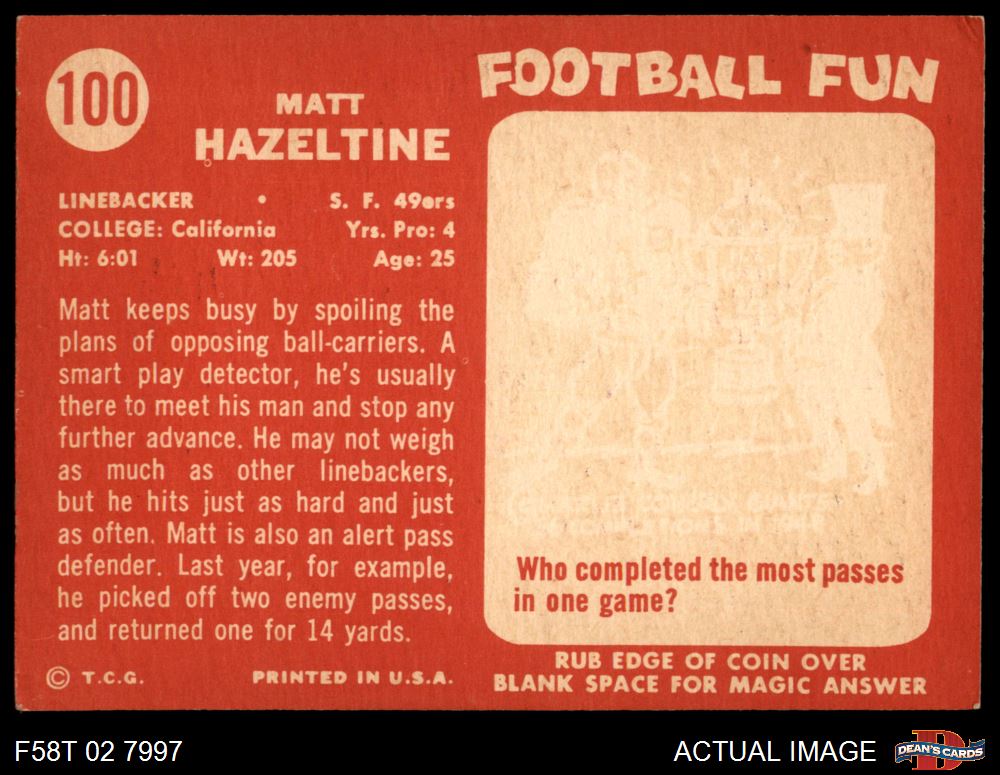 100
MATT
HAZELTINE
LINEBACKER • S. F. 49ers
COLLEGE: California Yrs. Pro: 4
Ht: 6:01 Wt: 205 Age: 25
Matt keeps busy by spoiling the
plans of opposing ball-carriers. A
smart play detector, he's usually
there to meet his man and stop any
further advance. He may not weigh
as much as other linebackers,
but he hits just as hard and just
as often. Matt is also an alert pass
defender. Last year, for example,
he picked off two enemy passes,
and returned one for 14 yards.
© T.C.G. PRINTED IN U.S.A.
FOOTBALL FUN
Who completed the most passes
in one game?
RUB EDGE OF COIN OVER
BLANK SPACE FOR MAGIC ANSWER
F58T 02 7997
ACTUAL IMAGE
DEAN'S CARDS